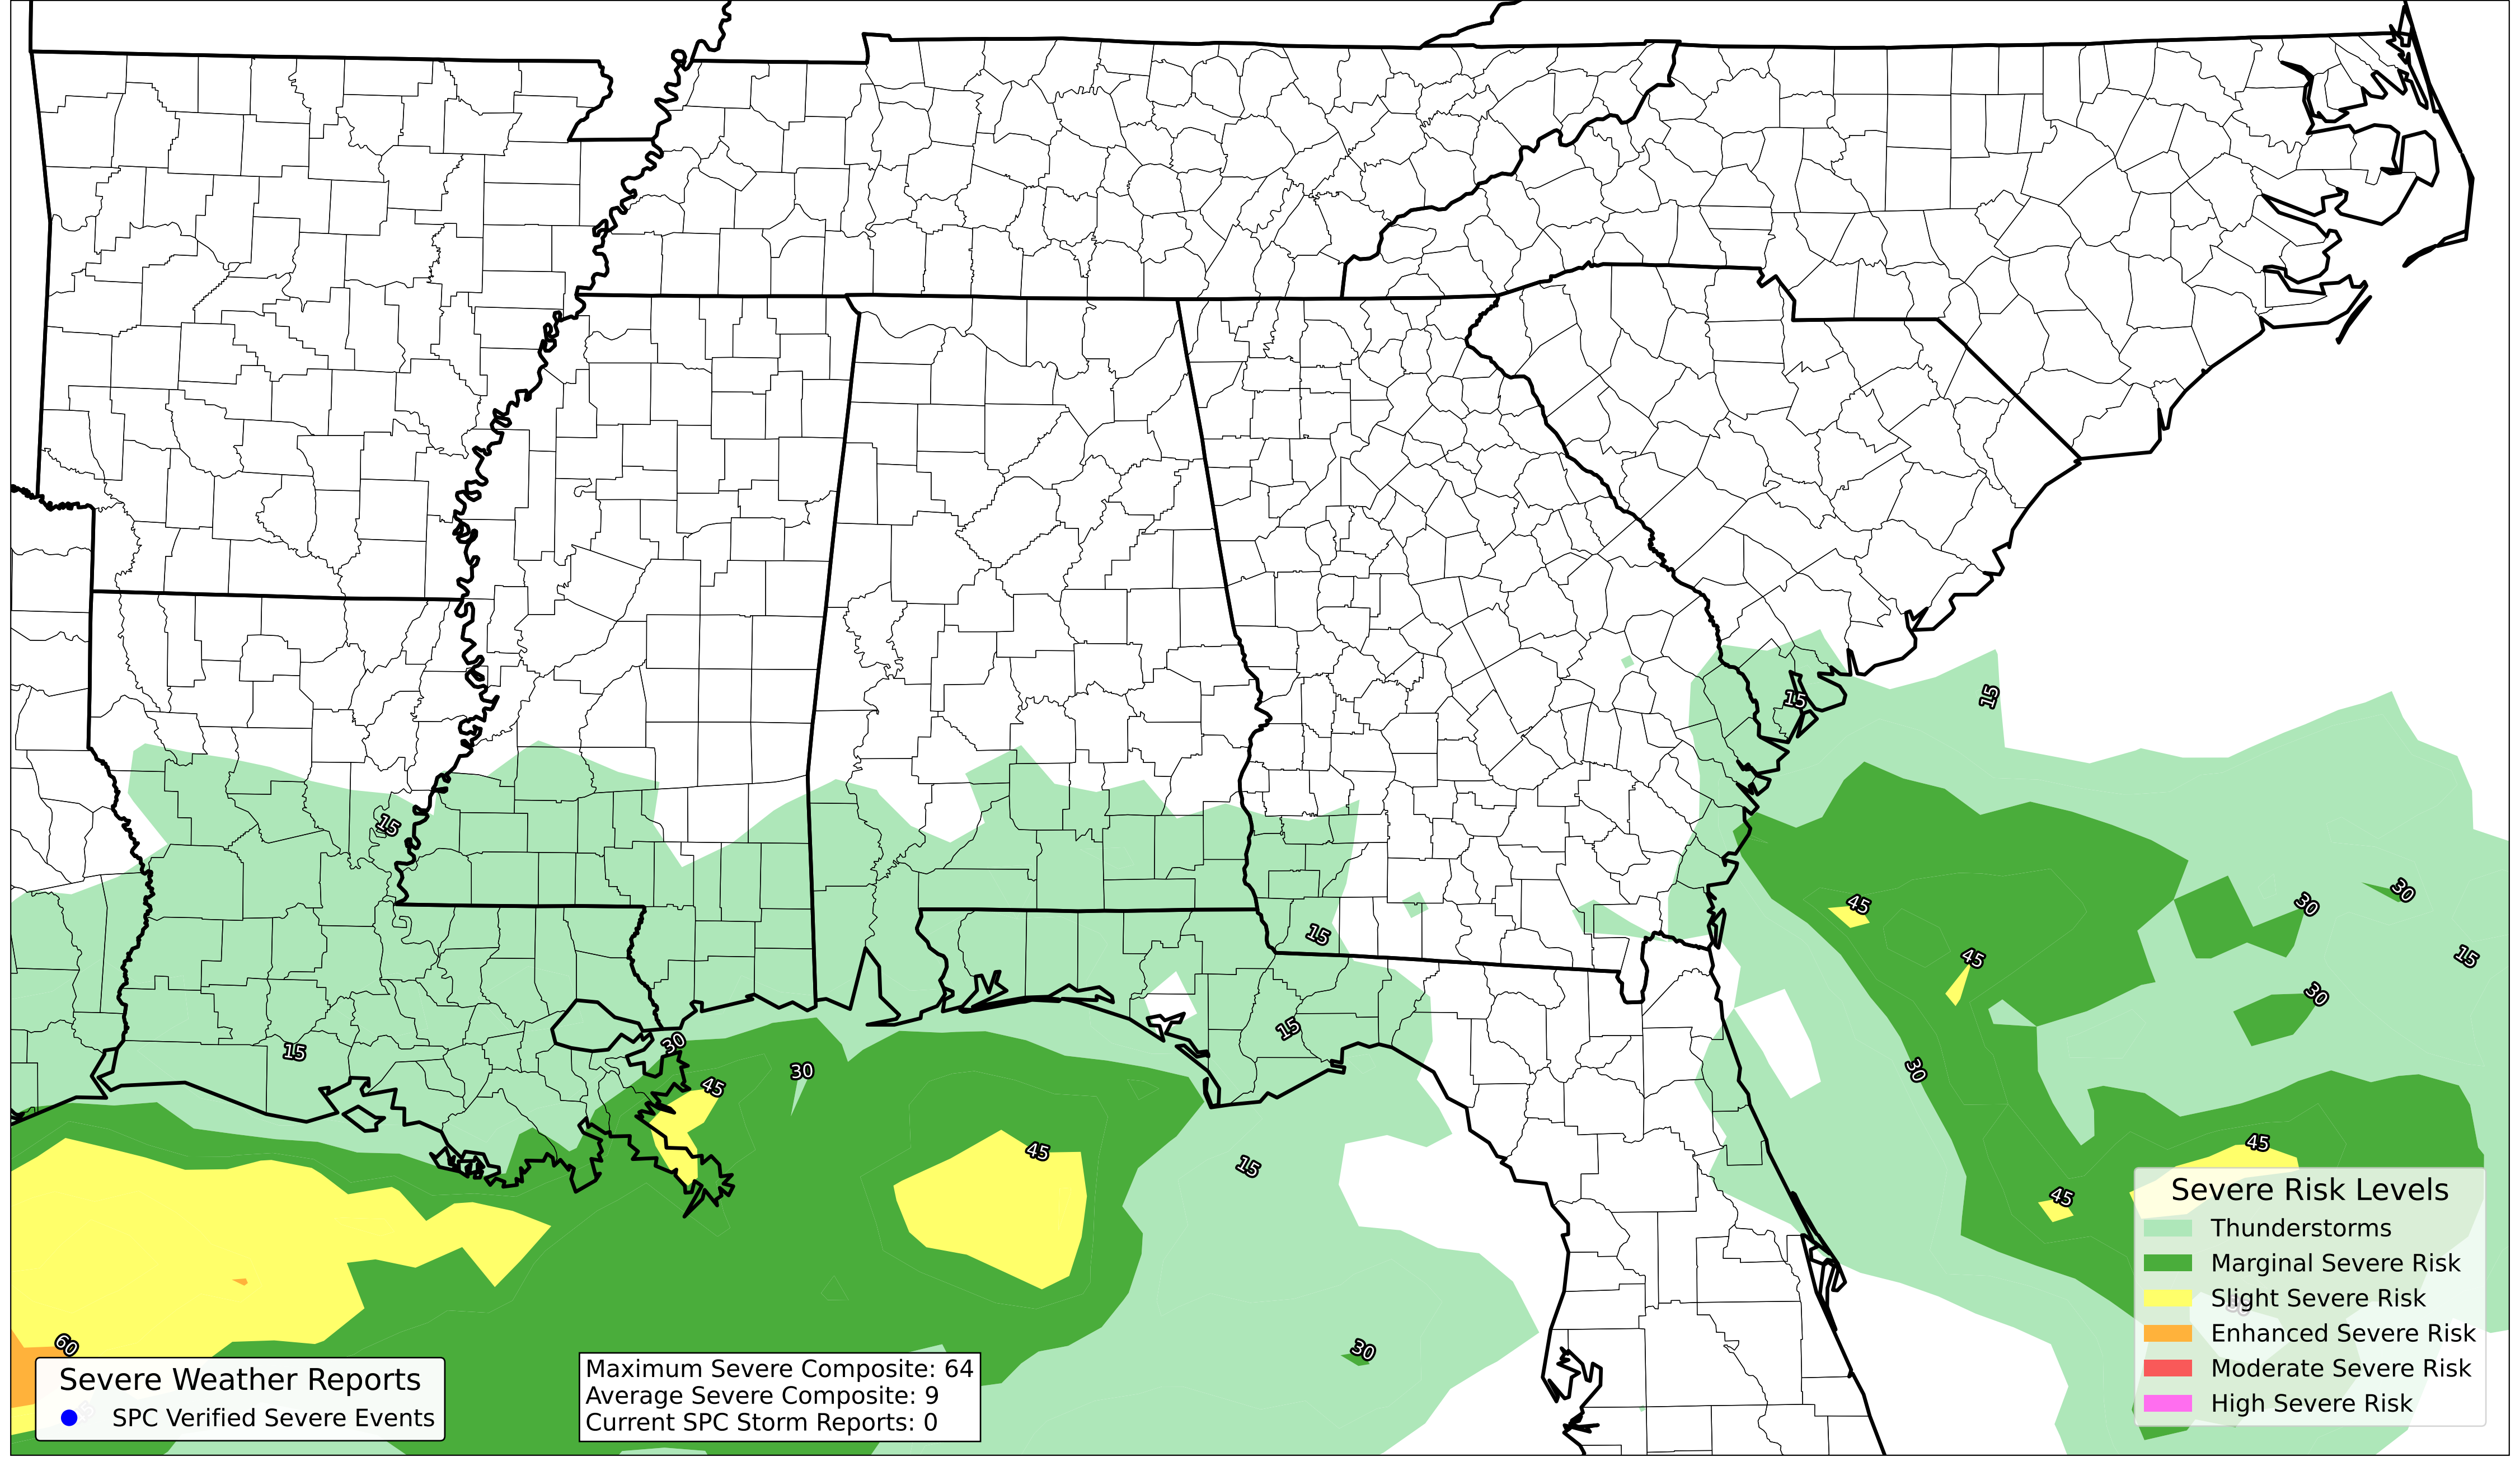 15
15
15
30
45
30
30
15
15
45
30
15
30
15
30
45
45
15
45
45
30
60
Severe Risk Levels
Thunderstorms
Marginal Severe Risk
Slight Severe Risk
Enhanced Severe Risk
Moderate Severe Risk
High Severe Risk
Severe Weather Reports
SPC Verified Severe Events
Maximum Severe Composite: 64
Average Severe Composite: 9
Current SPC Storm Reports: 0